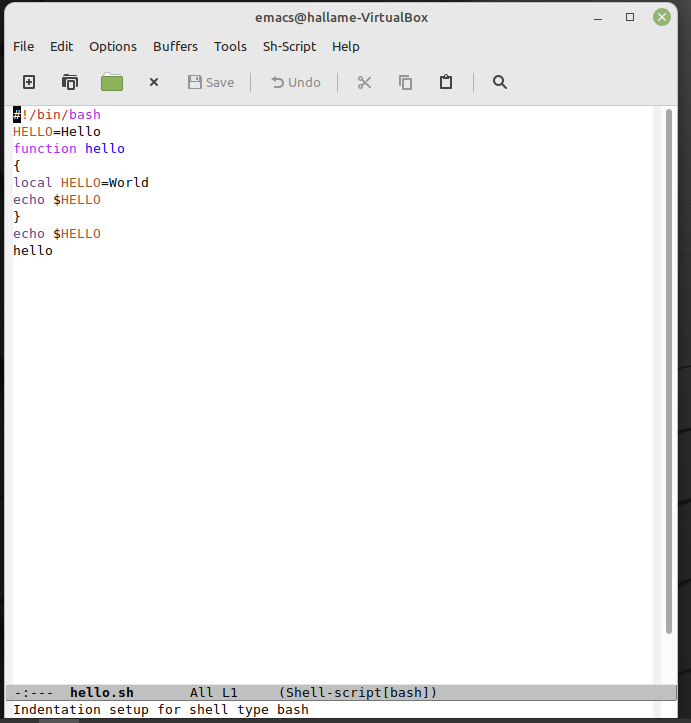 emacs@hallame-VirtualBox
File Edit Options Buffers Tools Sh-Script Help
Save Undo
#!/bin/bash
HELLO=Hello
function hello
{
local HELLO=World
echo $HELLO
}
echo $HELLO
hello
-:--- hello.sh All L1 (Shell-script[bash])
Indentation setup for shell type bash